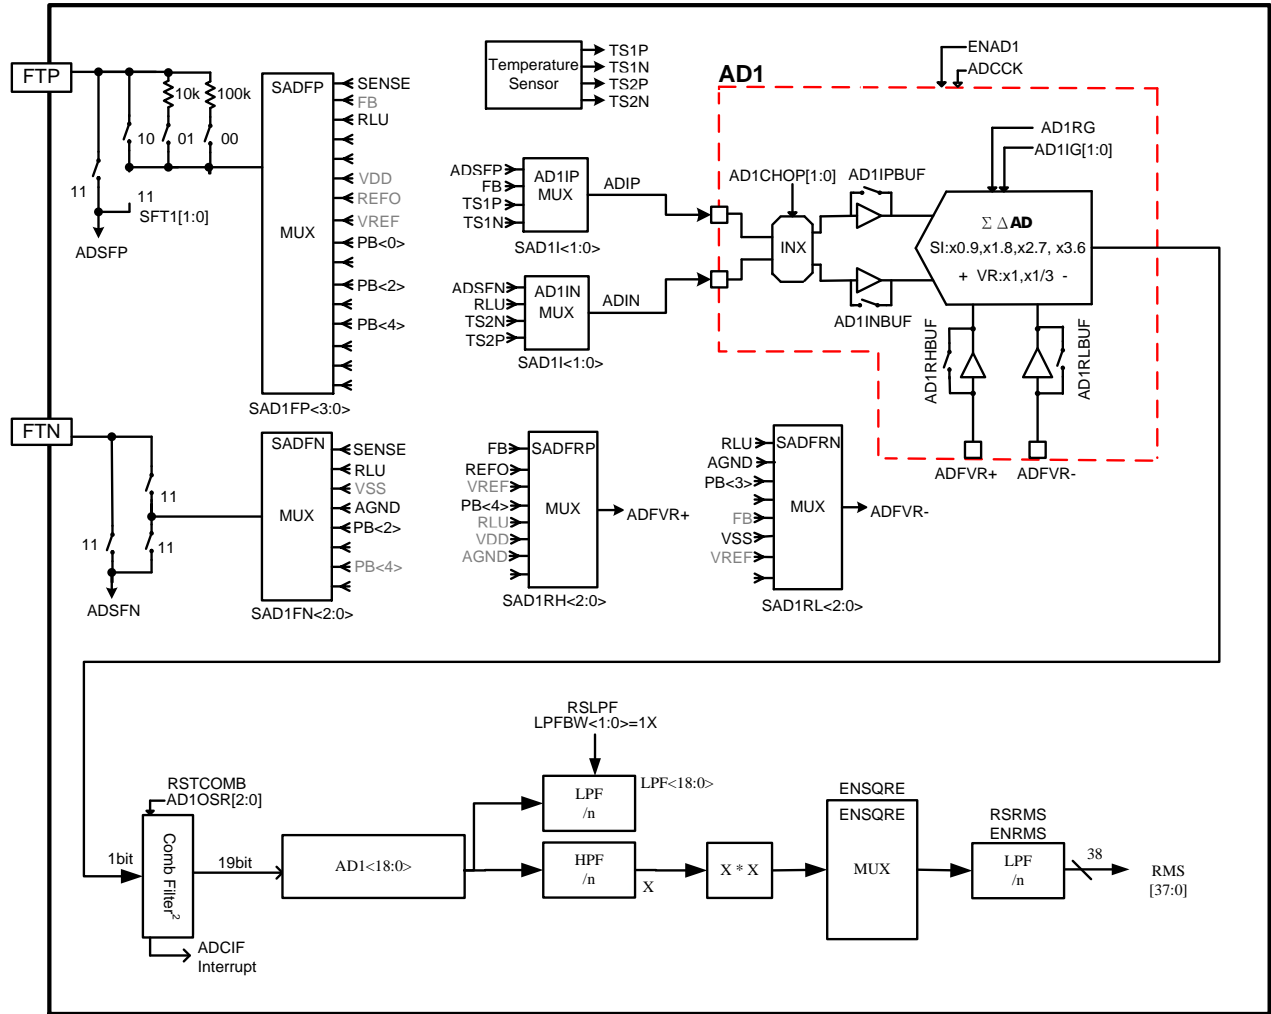 FTP
10k
100k
10
01
00
11
11
SFT1[1:0]
ADSFP
SADFP
MUX
SENSE
FB
RLU
VDD
REFO
VREF
PB<0>
PB<2>
PB<4>
SAD1FP<3:0>
Temperature
Sensor
TS1P
TS1N
TS2P
TS2N
ADSFP
FB
TS1P
TS1N
AD1IP
MUX
ADIP
SAD1I<1:0>
ADSFN
RLU
TS2N
TS2P
AD1IN
MUX
ADIN
SAD1I<1:0>
AD1
ENAD1
ADCCK
AD1RG
AD1IG[1:0]
AD1CHOP[1:0]
INX
AD1IPBUF
AD1INBUF
Σ Δ AD
SI:x0.9,x1.8,x2.7, x3.6
+ VR:x1,x1/3 -
AD1RHBUF
AD1RLBUF
ADFVR+
ADFVR-
FTN
11
11
11
ADSFN
SADFN
MUX
SENSE
RLU
VSS
AGND
PB<2>
PB<4>
SAD1FN<2:0>
FB
REFO
VREF
PB<4>
RLU
VDD
AGND
SADFRP
MUX
ADFVR+
SAD1RH<2:0>
RLU
AGND
PB<3>
FB
VSS
VREF
SADFRN
MUX
ADFVR-
SAD1RL<2:0>
RSLPF
LPFBW<1:0>=1X
LPF
/n
LPF<18:0>
RSTCOMB
AD1OSR[2:0]
1bit
Comb Filter²
19bit
ADCIF
Interrupt
AD1<18:0>
HPF
/n
X
X * X
ENSQRE
ENSQRE
MUX
RSRMS
ENRMS
LPF
/n
38
RMS
[37:0]